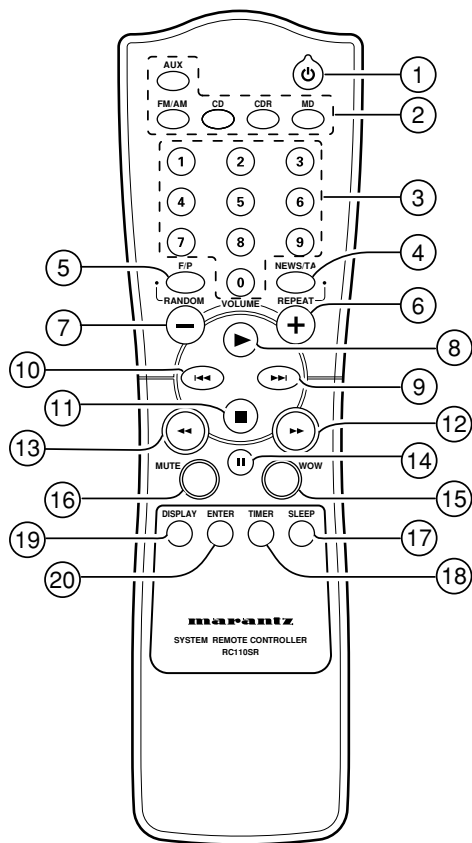 AUX
1
FM/AM CD CDR MD
2
1 2 3
3
4 5 6
7 8 9
4
5
F/P
NEWS/TA
0
RANDOM VOLUME REPEAT
6
7
8
10
9
11
12
13
14
MUTE WOW
16
15
DISPLAY ENTER TIMER SLEEP
19
17
20
18
marantz
SYSTEM REMOTE CONTROLLER
RC110SR